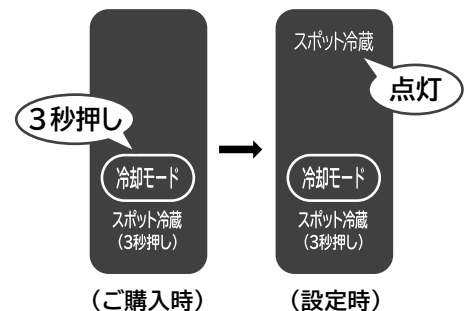 3秒押し
冷却モード
スポット冷蔵
（3秒押し）
（ご購入時）
スポット冷蔵
点灯
冷却モード
スポット冷蔵
（3秒押し）
（設定時）